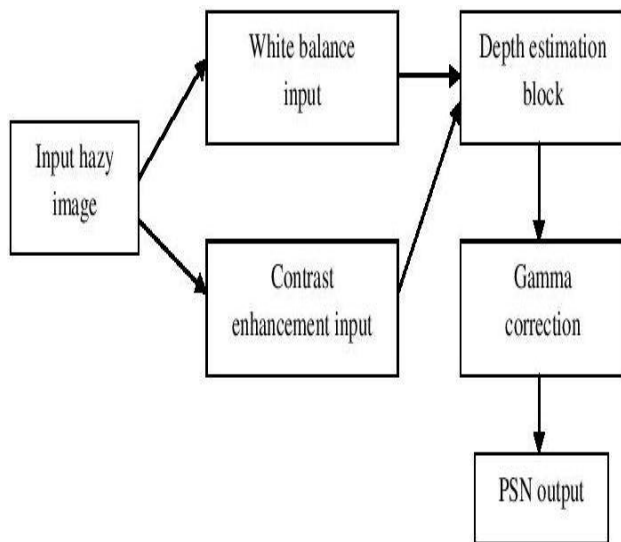 Input hazy
image
White balance
input
Contrast
enhancement input
Depth estimation
block
Gamma
correction
PSN output